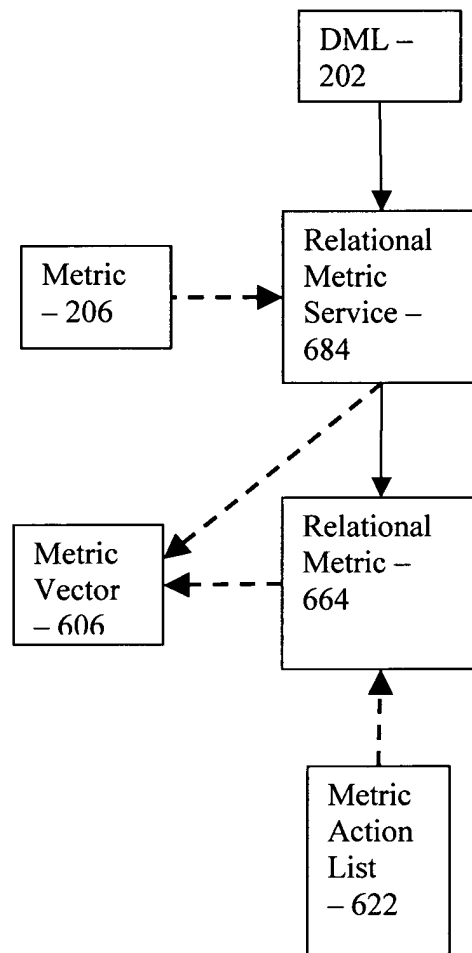 DML –
202
Relational
Metric
Service –
684
Metric
– 206
Relational
Metric –
664
Metric
Vector
– 606
Metric
Action
List
– 622